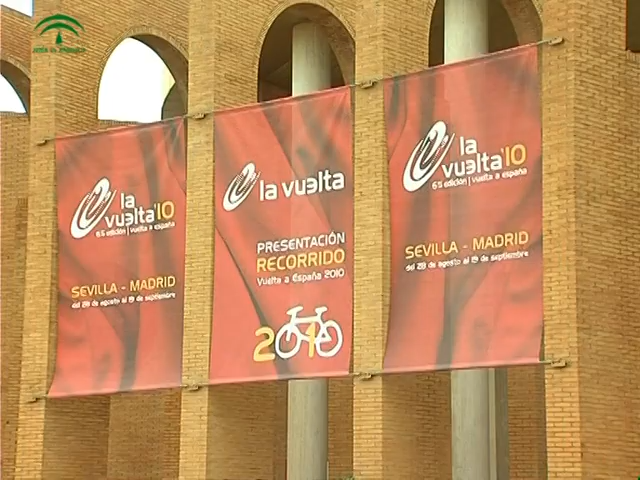 la
vuelta'10
65 edición | vuelta a españa
SEVILLA - MADRID
del 28 de agosto al 19 de septiembre
la vuelta
PRESENTACIÓN
RECORRIDO
Vuelta a España 2010
2010
la
vuelta'10
65 edición | vuelta a españa
SEVILLA - MADRID
del 28 de agosto al 19 de septiembre